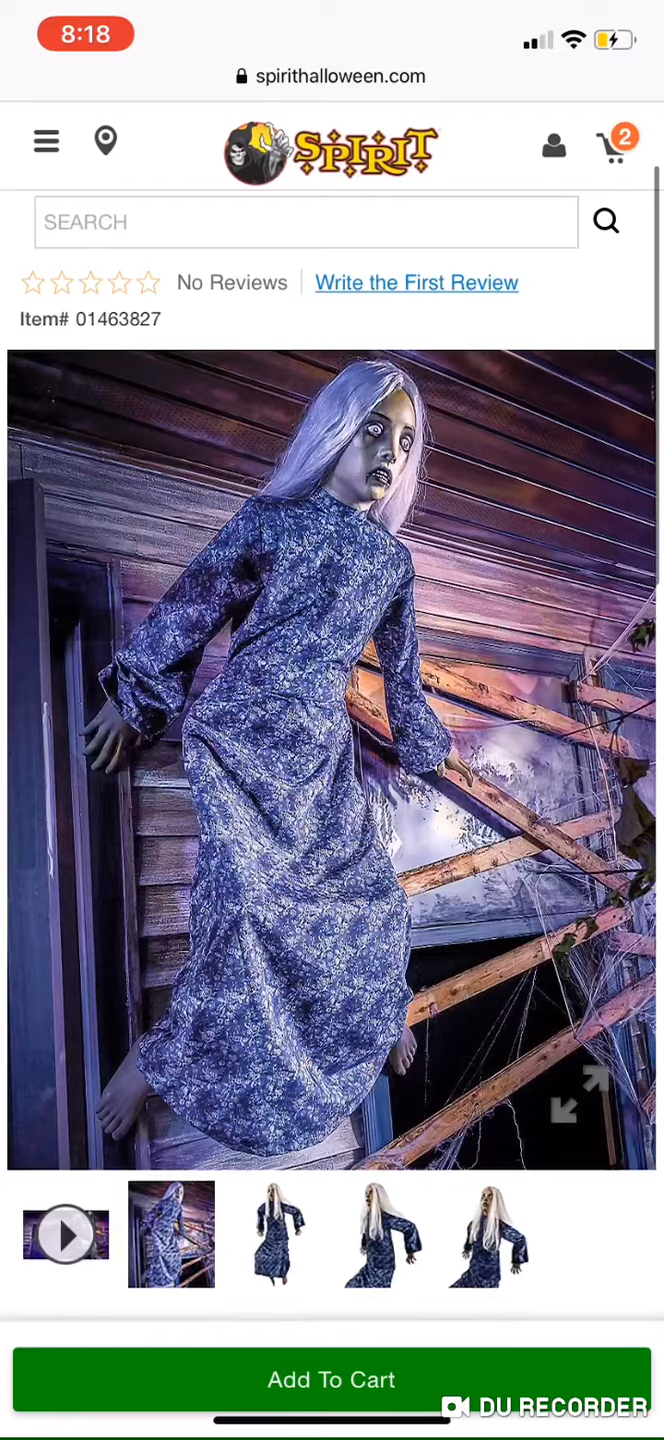 8:18
spirithalloween.com
SPIRIT
2
SEARCH
No Reviews
Write the First Review
Item# 01463827
Add To Cart
DU RECORDER